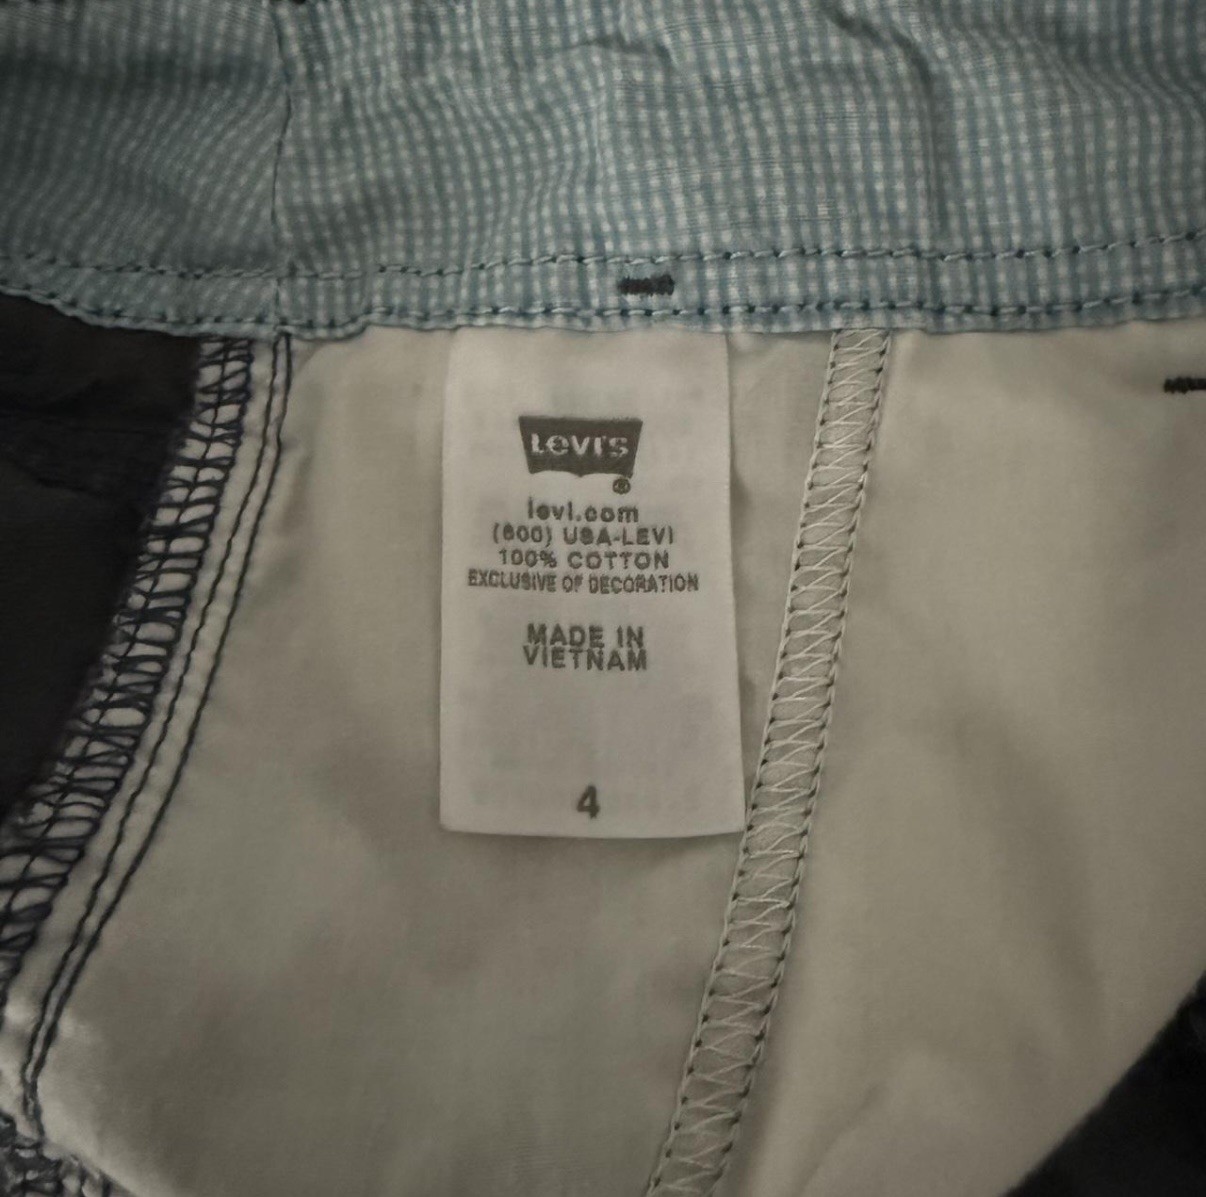 LEVI'S
®
levi.com
(800) USA-LEVI
100% COTTON
EXCLUSIVE OF DECORATION
MADE IN
VIETNAM
4